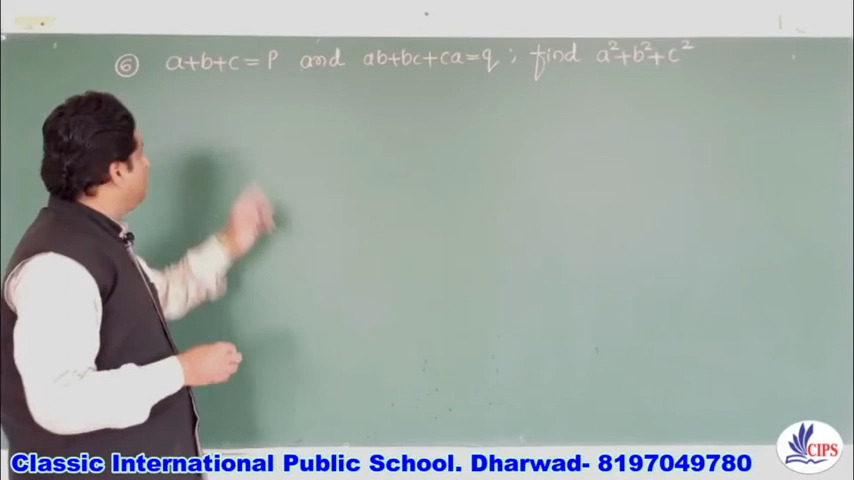 ⑥ a+b+c = P and ab+bc+ca=q ; find a²+b²+c²
Classic International Public School. Dharwad- 8197049780
CIPS